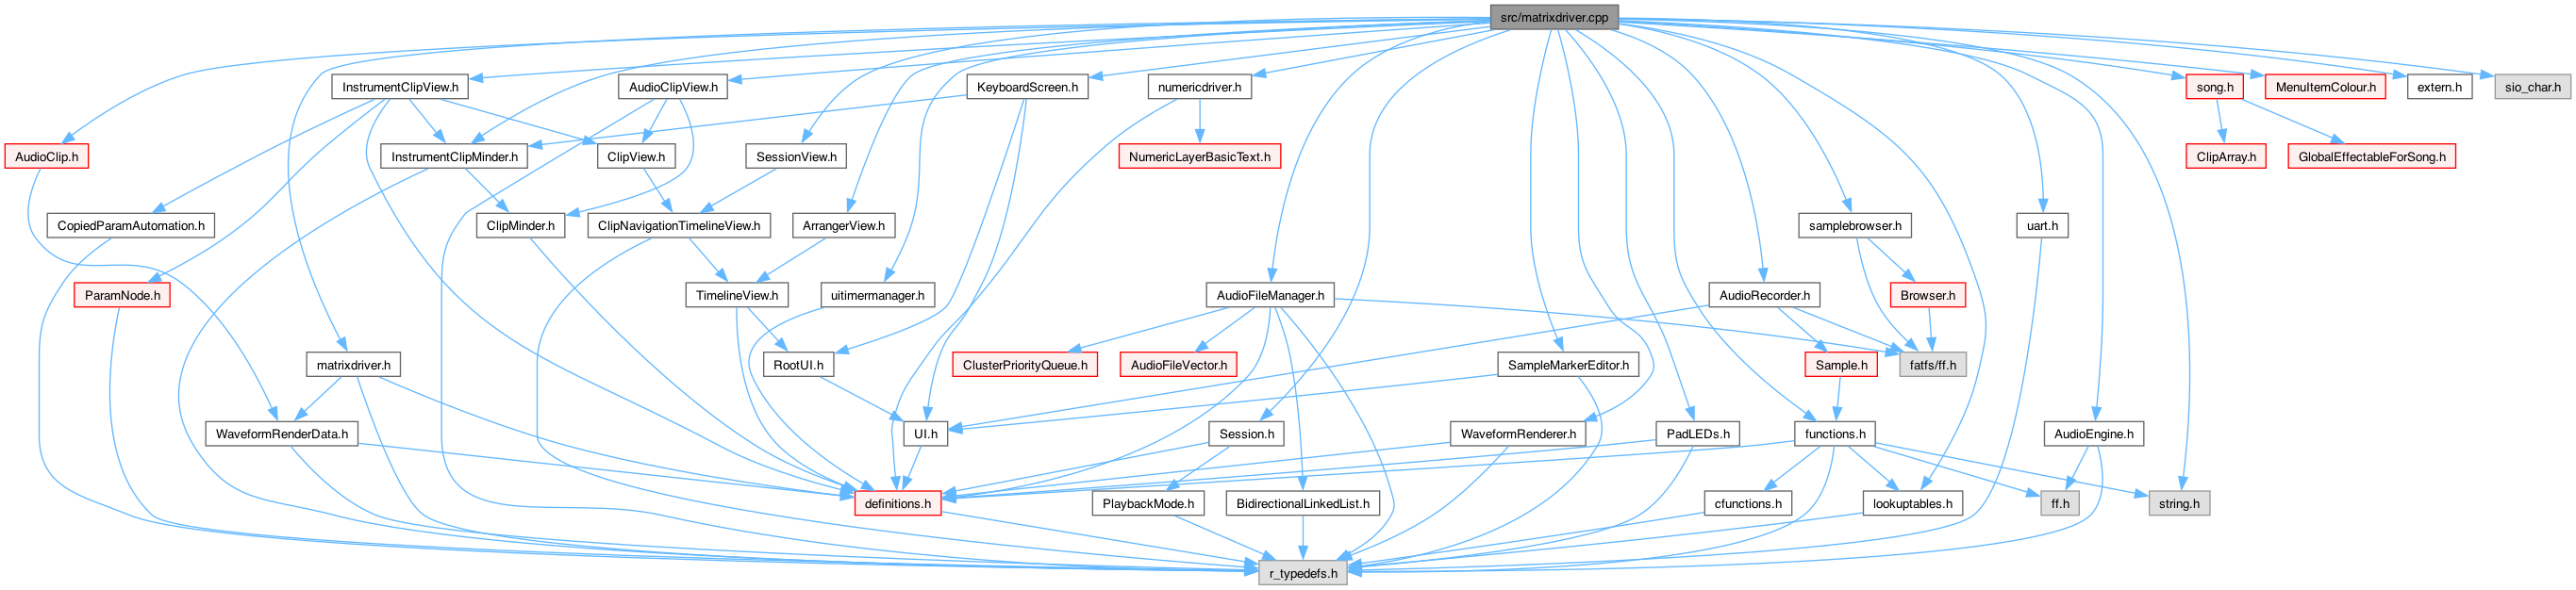 src/matrixdriver.cpp
InstrumentClipView.h
AudioClipView.h
KeyboardScreen.h
numericdriver.h
song.h
MenuItemColour.h
extern.h
sio_char.h
AudioClip.h
InstrumentClipMinder.h
ClipView.h
SessionView.h
NumericLayerBasicText.h
ClipArray.h
GlobalEffectableForSong.h
CopiedParamAutomation.h
ClipMinder.h
ClipNavigationTimelineView.h
ArrangerView.h
samplebrowser.h
uart.h
ParamNode.h
TimelineView.h
uitimermanager.h
AudioFileManager.h
AudioRecorder.h
Browser.h
matrixdriver.h
RootUI.h
ClusterPriorityQueue.h
AudioFileVector.h
SampleMarkerEditor.h
Sample.h
fatfs/ff.h
WaveformRenderData.h
UI.h
Session.h
WaveformRenderer.h
PadLEDs.h
functions.h
AudioEngine.h
definitions.h
PlaybackMode.h
BidirectionalLinkedList.h
cfunctions.h
lookuptables.h
ff.h
string.h
r_typedefs.h